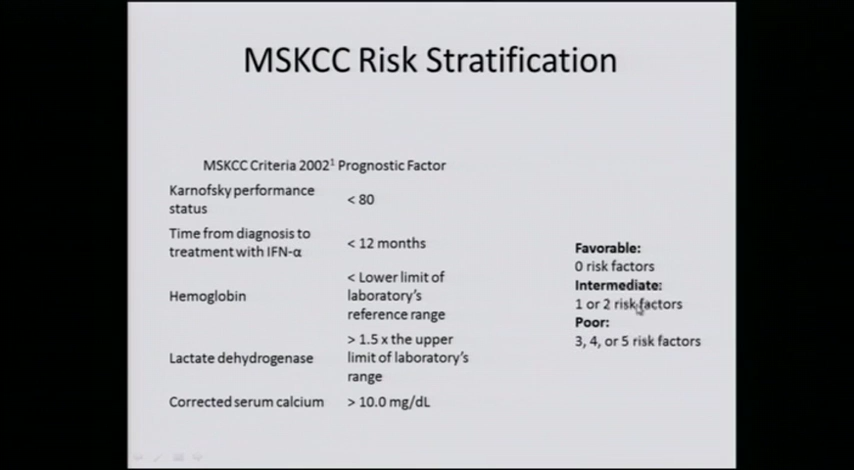 MSKCC Risk Stratification
MSKCC Criteria 2002¹ Prognostic Factor
Karnofsky performance
status
< 80
Time from diagnosis to
treatment with IFN-α
< 12 months
Hemoglobin
< Lower limit of
laboratory's
reference range
Lactate dehydrogenase
> 1.5 x the upper
limit of laboratory's
range
Corrected serum calcium
> 10.0 mg/dL
Favorable:
0 risk factors
Intermediate:
1 or 2 risk factors
Poor:
3, 4, or 5 risk factors